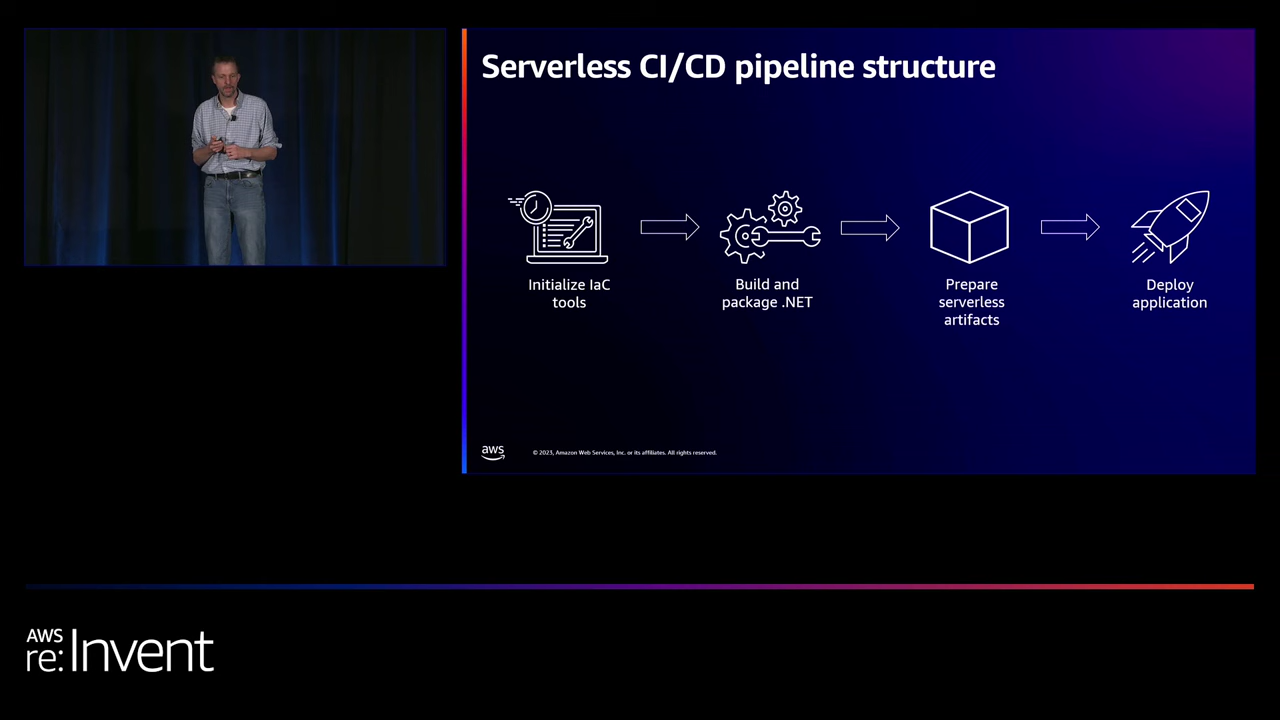 Serverless CI/CD pipeline structure
Initialize IaC
tools
Build and
package .NET
Prepare
serverless
artifacts
Deploy
application
aws
© 2023, Amazon Web Services, Inc. or its affiliates. All rights reserved.
AWS
re:Invent